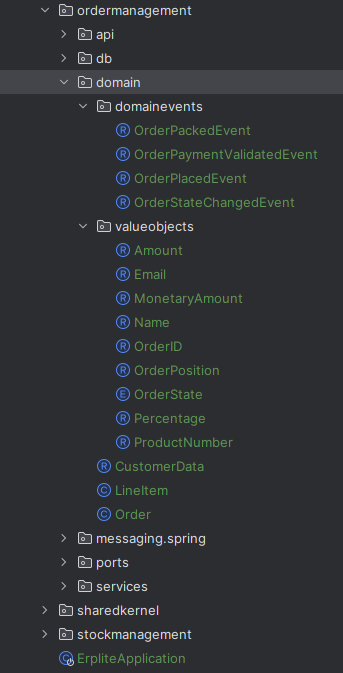 ordermanagement
api
db
domain
domainevents
R OrderPackedEvent
R OrderPaymentValidatedEvent
R OrderPlacedEvent
R OrderStateChangedEvent
valueobjects
R Amount
R Email
R MonetaryAmount
R Name
R OrderID
R OrderPosition
E OrderState
R Percentage
R ProductNumber
R CustomerData
C LineItem
C Order
messaging.spring
ports
services
sharedkernel
stockmanagement
C ErpliteApplication